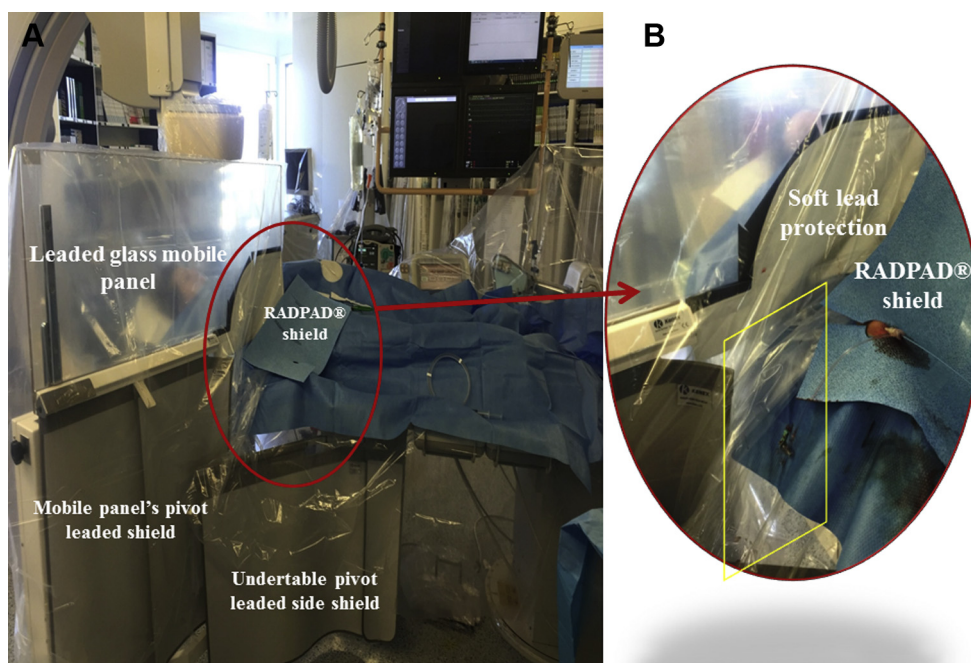 A
B
Leaded glass mobile
panel
RADPAD®
shield
Mobile panel's pivot
leaded shield
Undertable pivot
leaded side shield
Soft lead
protection
RADPAD®
shield